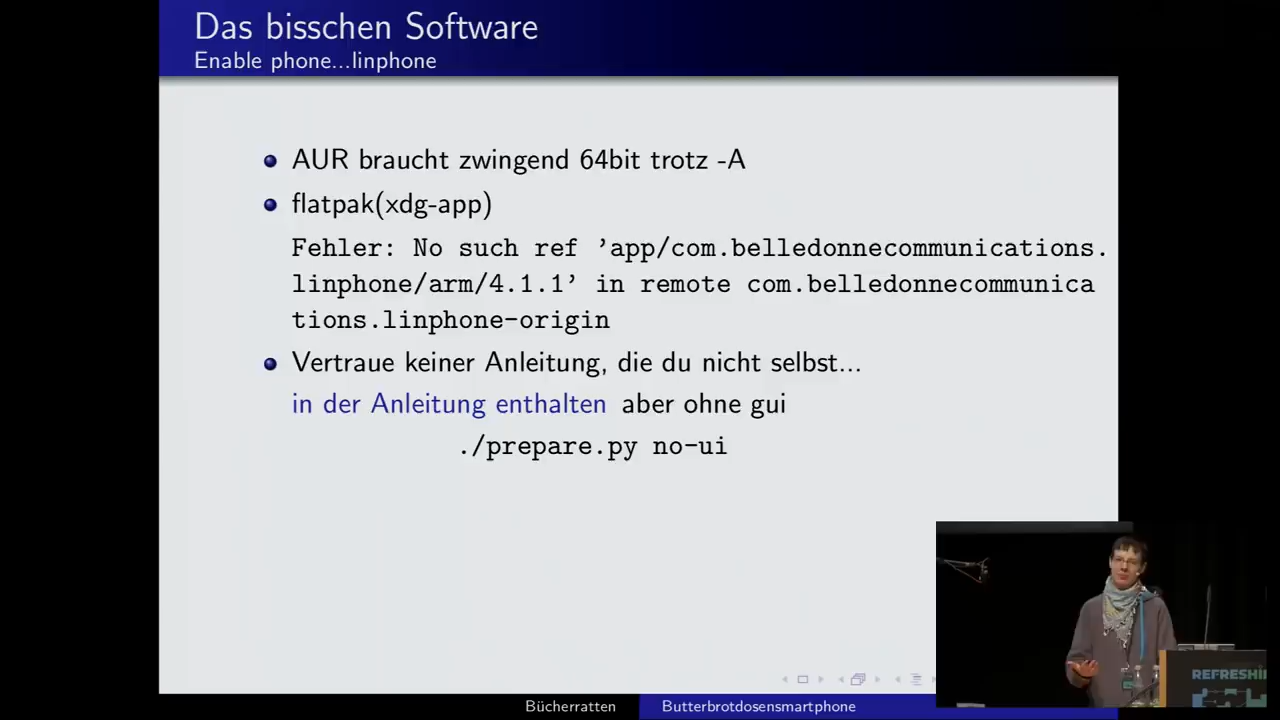 Das bisschen Software
Enable phone...linphone
AUR braucht zwingend 64bit trotz -A
flatpak(xdg-app)
Fehler: No such ref ’app/com.belledonnecommunications.
linphone/arm/4.1.1’ in remote com.belledonnecommunica
tions.linphone-origin
Vertraue keiner Anleitung, die du nicht selbst...
in der Anleitung enthalten aber ohne gui
./prepare.py no-ui
REFRESHI
Bücherratten
Butterbrotdosensmartphone